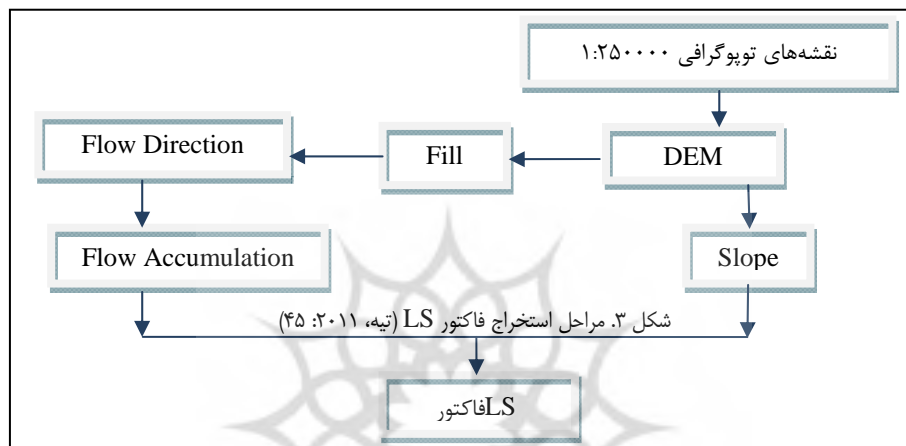 نقشه‌های توپوگرافی ۱:۲۵۰۰۰۰
Flow Direction
Fill
DEM
Flow Accumulation
Slope
شکل ۳. مراحل استخراج فاکتور LS (تیه، ۲۰۱۱: ۴۵)
LSفاکتور